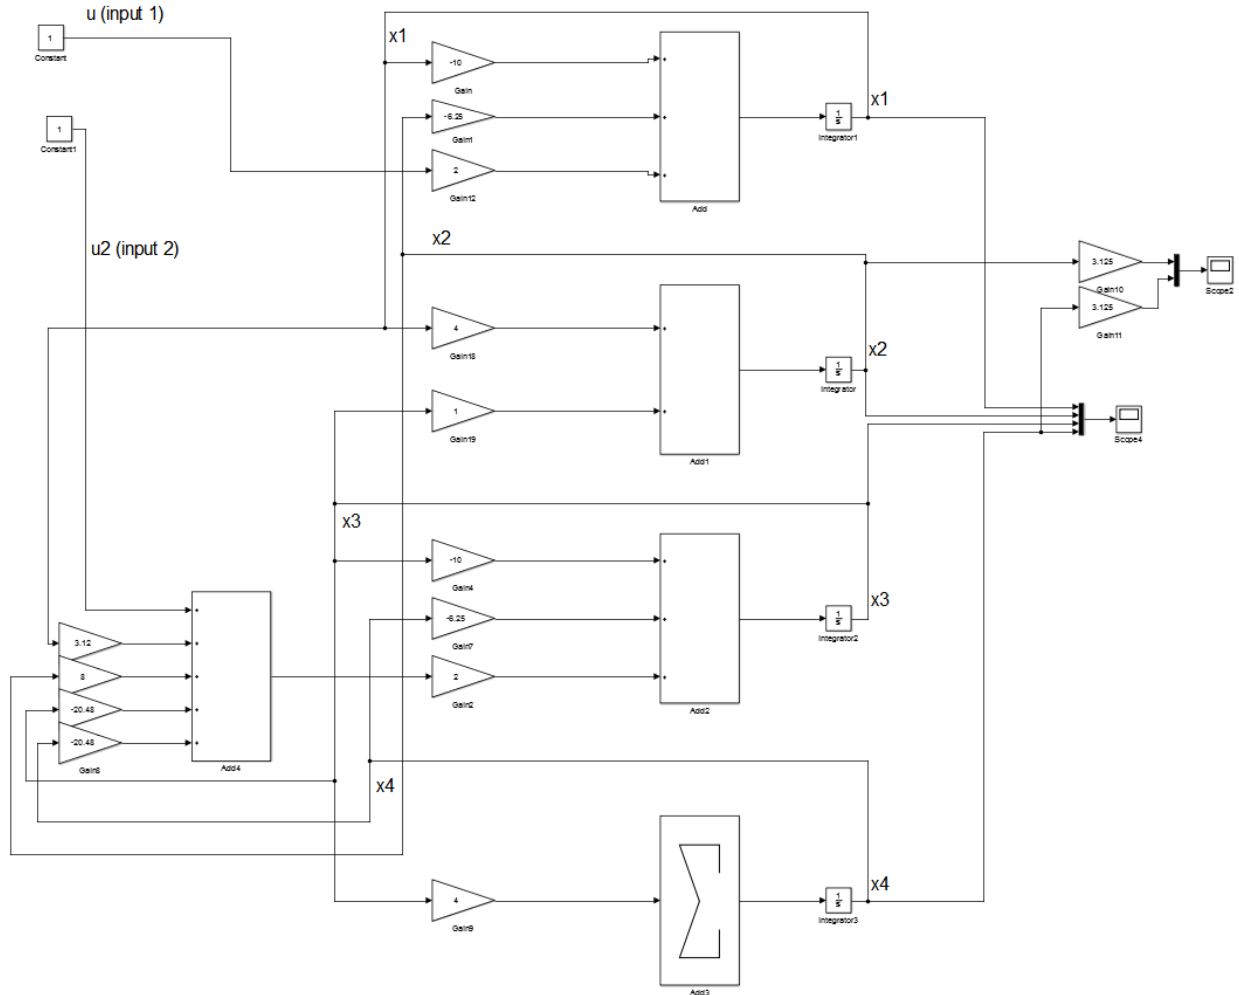 u (input 1)
1
Constant
x1
-10
Gain
+
-6.25
Gain1
+
2
Gain12
+
Add
1
s
Integrator1
x1
1
Constant1
u2 (input 2)
x2
3.125
Gain10
3.125
Gain11
Scope2
4
Gain18
+
1
Gain19
+
Add1
1
s
Integrator
x2
Scope4
x3
-10
Gain4
+
-6.25
Gain7
+
2
Gain2
+
Add2
1
s
Integrator2
x3
+
3.12
+
8
+
-20.48
+
-20.48
+
Gain8
Add4
x4
4
Gain9
Add3
1
s
Integrator3
x4